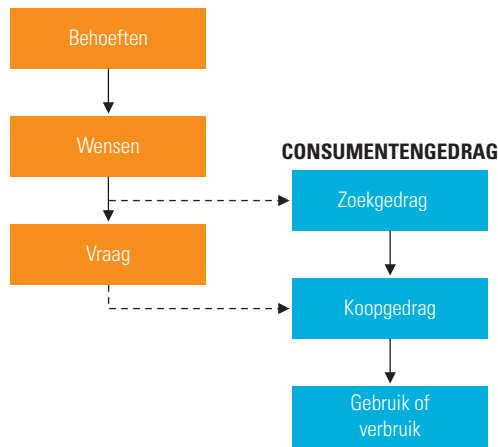 Behoeften
Wensen
Vraag
CONSUMENTENGEDRAG
Zoekgedrag
Koopgedrag
Gebruik of
verbruik